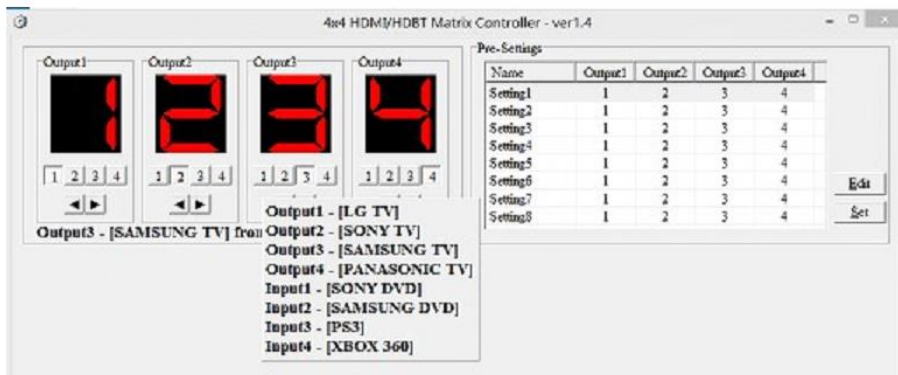 4x4 HDMI/HDBT Matrix Controller - ver1.4
Output1 Output2 Output3 Output4
1 2 3 4
1 2 3 4 1 2 3 4 1 2 3 4 1 2 3 4
Output3 - [SAMSUNG TV]
Output1 - [LG TV]
Output2 - [SONY TV]
Output3 - [SAMSUNG TV]
Output4 - [PANASONIC TV]
Input1 - [SONY DVD]
Input2 - [SAMSUNG DVD]
Input3 - [PS3]
Input4 - [XBOX 360]
Pre-Settings
Name Output1 Output2 Output3 Output4
Setting1 1 2 3 4
Setting2 1 2 3 4
Setting3 1 2 3 4
Setting4 1 2 3 4
Setting5 1 2 3 4
Setting6 1 2 3 4
Setting7 1 2 3 4
Setting8 1 2 3 4
Edit
Set